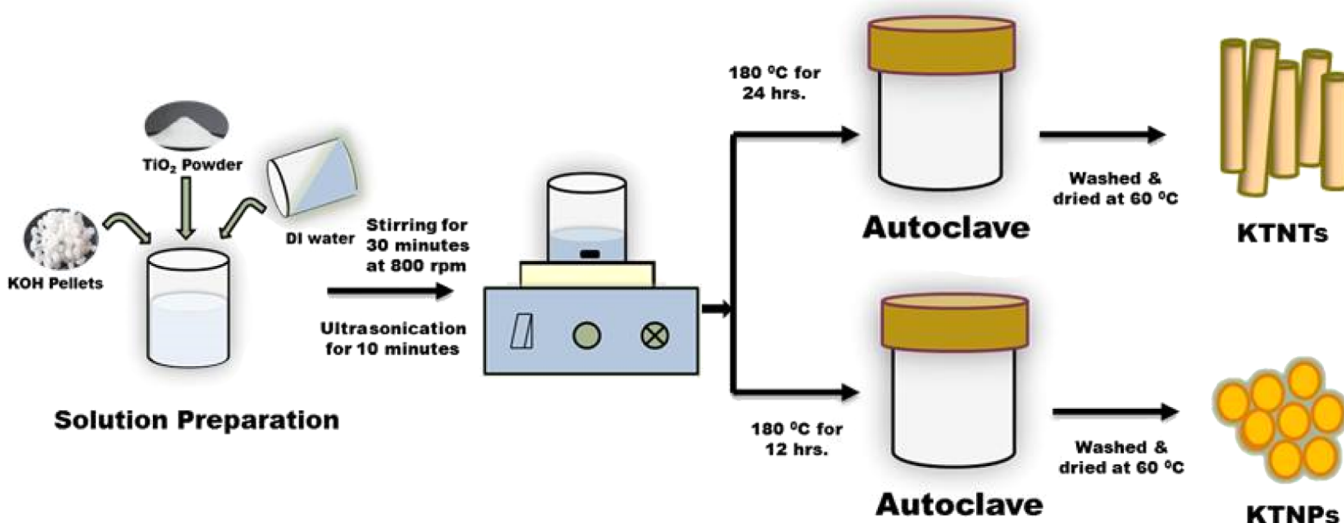 TiO₂ Powder
KOH Pellets
DI water
Solution Preparation
Stirring for
30 minutes
at 800 rpm
Ultrasonication
for 10 minutes
180 ⁰C for
24 hrs.
Autoclave
Washed &
dried at 60 ⁰C
KTNTs
180 ⁰C for
12 hrs.
Autoclave
Washed &
dried at 60 ⁰C
KTNPs